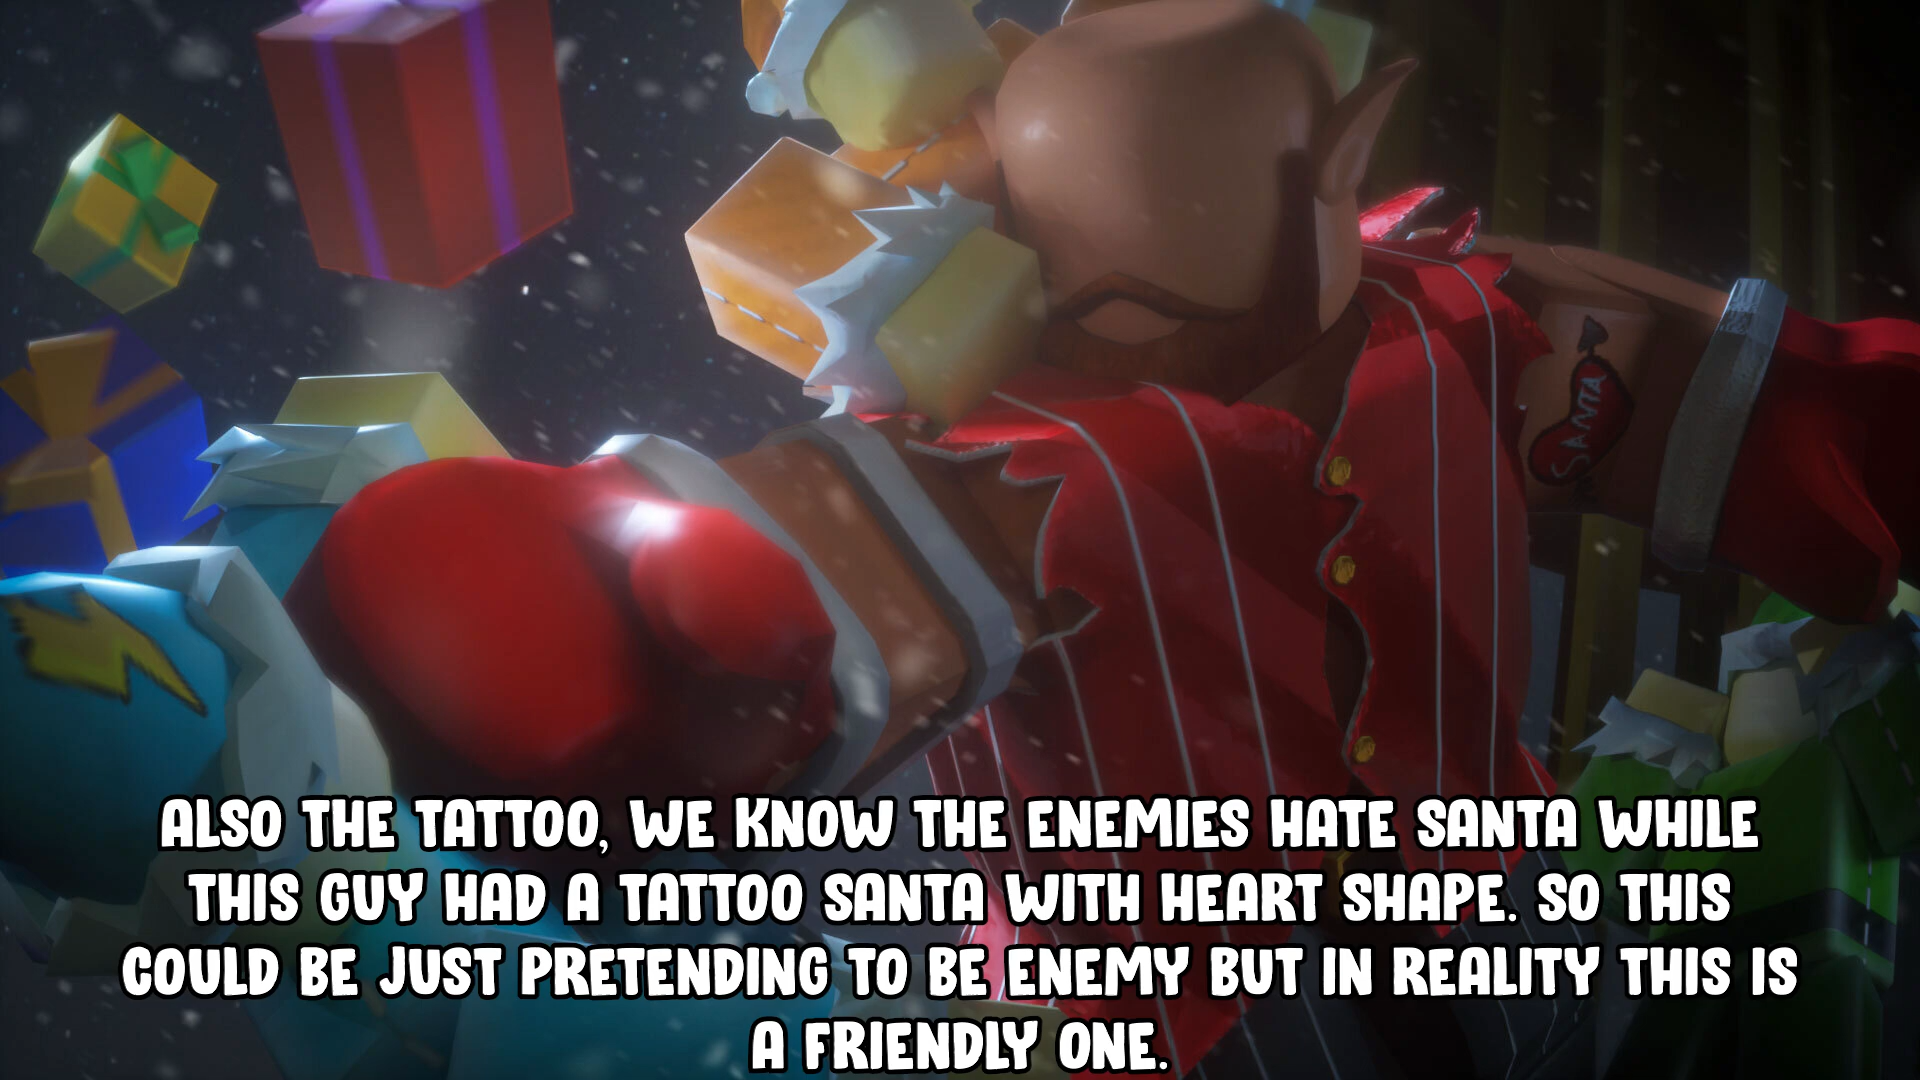 SANTA
ALSO THE TATTOO, WE KNOW THE ENEMIES HATE SANTA WHILE
THIS GUY HAD A TATTOO SANTA WITH HEART SHAPE. SO THIS
COULD BE JUST PRETENDING TO BE ENEMY BUT IN REALITY THIS IS
A FRIENDLY ONE.